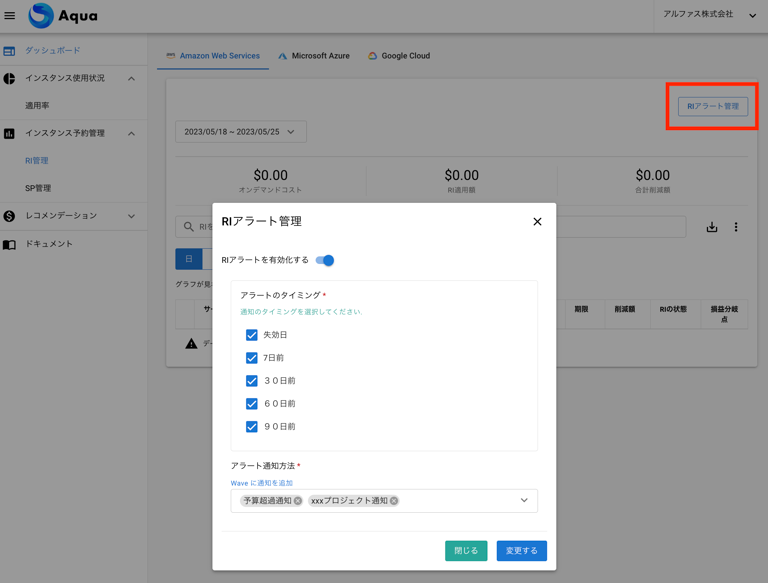 Aqua
アルファス株式会社
ダッシュボード
インスタンス使用状況
適用率
インスタンス予約管理
RI管理
SP管理
レコメンデーション
ドキュメント
Amazon Web Services
Microsoft Azure
Google Cloud
RIアラート管理
2023/05/18 ~ 2023/05/25
$0.00
オンデマンドコスト
$0.00
RI適用額
$0.00
合計削減額
日
期限
削減額
RIの状態
損益分岐点
RIアラート管理
RIアラートを有効化する
アラートのタイミング *
通知のタイミングを選択してください.
失効日
7日前
３０日前
６０日前
９０日前
アラート通知方法 *
Wave に通知を追加
予算超過通知
xxxプロジェクト通知
閉じる
変更する